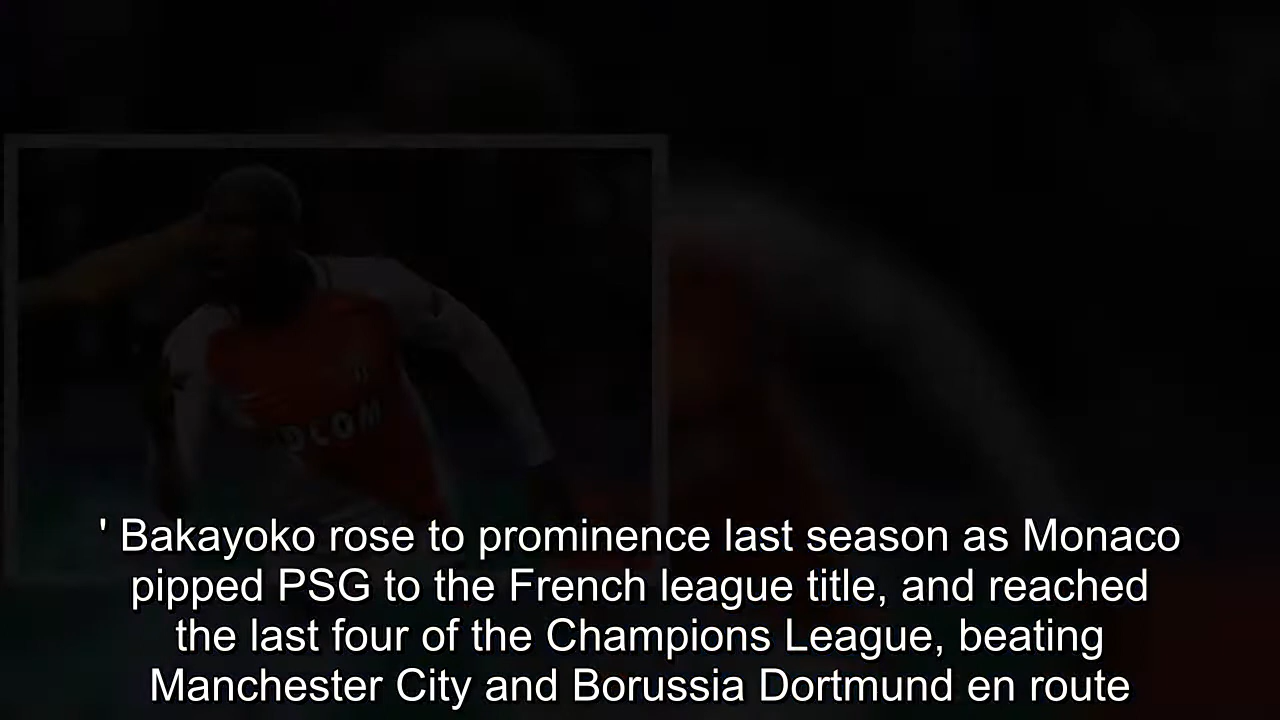 DCOM
' Bakayoko rose to prominence last season as Monaco
pipped PSG to the French league title, and reached
the last four of the Champions League, beating
Manchester City and Borussia Dortmund en route